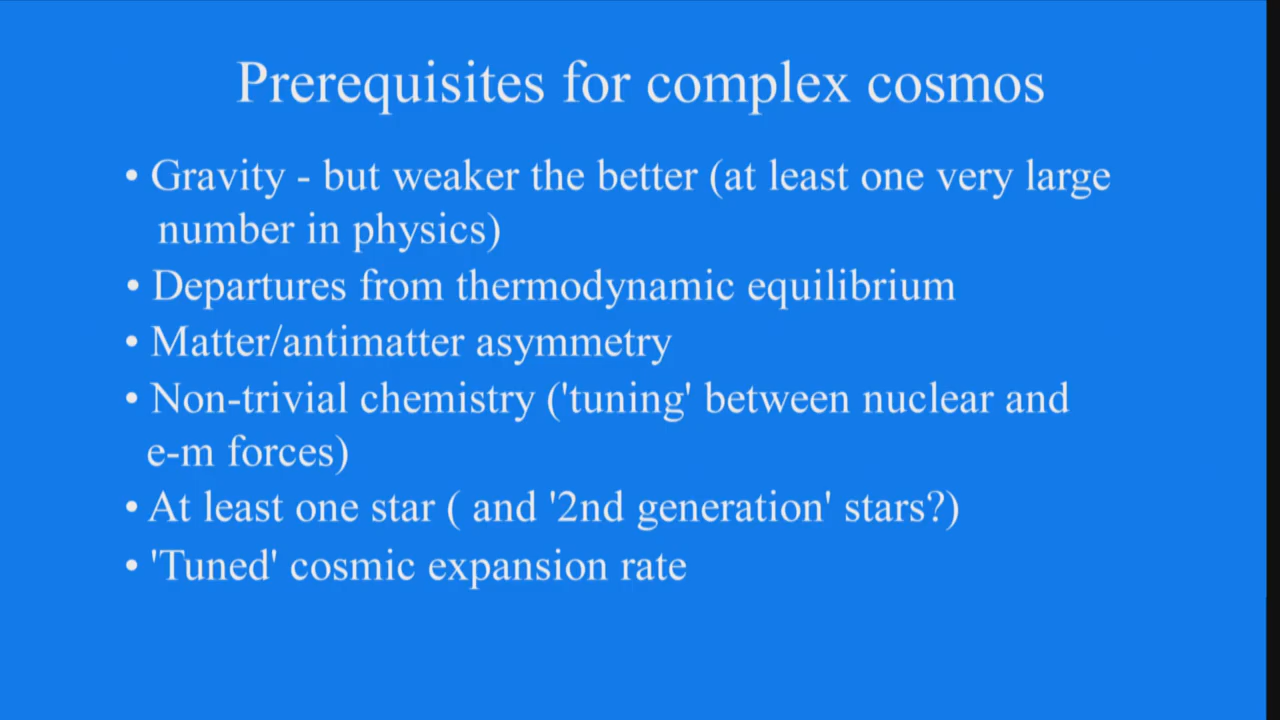 Prerequisites for complex cosmos
• Gravity - but weaker the better (at least one very large
number in physics)
• Departures from thermodynamic equilibrium
• Matter/antimatter asymmetry
• Non-trivial chemistry ('tuning' between nuclear and
e-m forces)
• At least one star ( and '2nd generation' stars?)
• 'Tuned' cosmic expansion rate